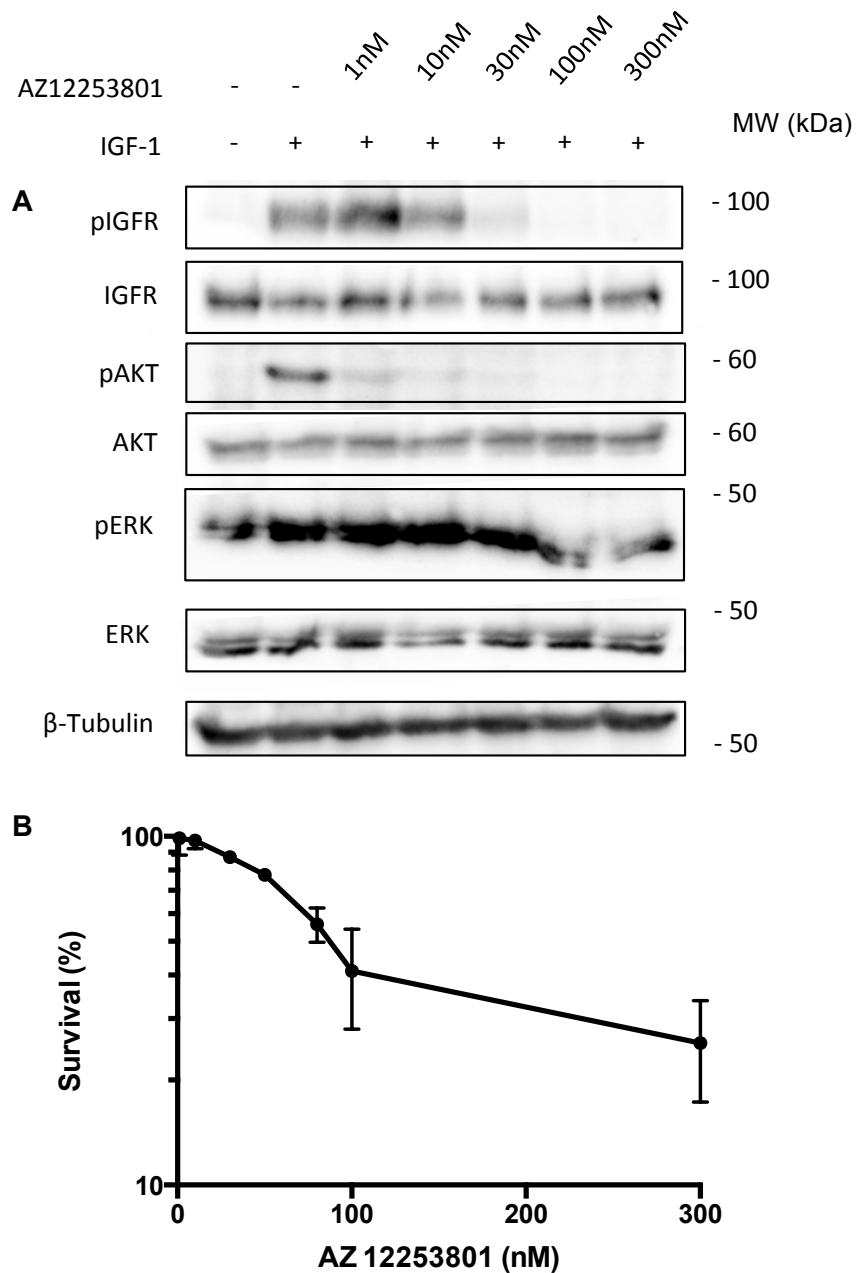 1nM 10nM 30nM 100nM 300nM
AZ12253801 - -
MW (kDa)
IGF-1 - + + + + + +
A
pIGFR - 100
IGFR - 100
pAKT - 60
AKT - 60
pERK - 50
ERK - 50
β-Tubulin - 50
B
100
Survival (%)
10
0 100 200 300
AZ 12253801 (nM)